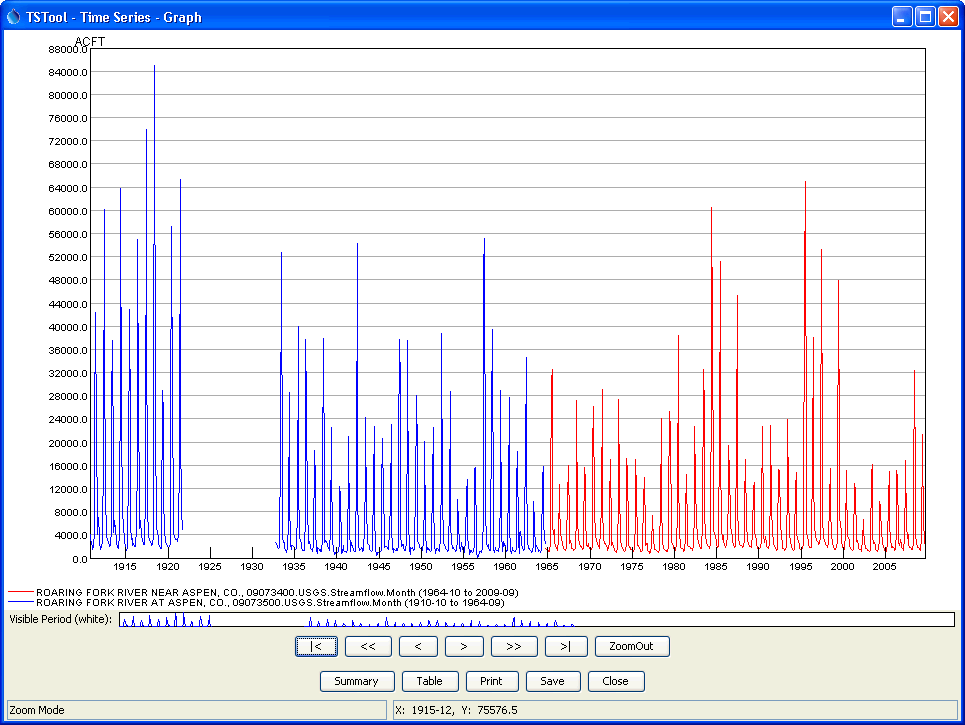 TSTool - Time Series - Graph
ACFT
88000.0
84000.0
80000.0
76000.0
72000.0
68000.0
64000.0
60000.0
56000.0
52000.0
48000.0
44000.0
40000.0
36000.0
32000.0
28000.0
24000.0
20000.0
16000.0
12000.0
8000.0
4000.0
0.0
1915 1920 1925 1930 1935 1940 1945 1950 1955 1960 1965 1970 1975 1980 1985 1990 1995 2000 2005
ROARING FORK RIVER NEAR ASPEN, CO., 09073400.USGS.Streamflow.Month (1964-10 to 2009-09)
ROARING FORK RIVER AT ASPEN, CO., 09073500.USGS.Streamflow.Month (1910-10 to 1964-09)
Visible Period (white):
|< << < > >> >| ZoomOut
Summary Table Print Save Close
Zoom Mode X: 1915-12, Y: 75576.5